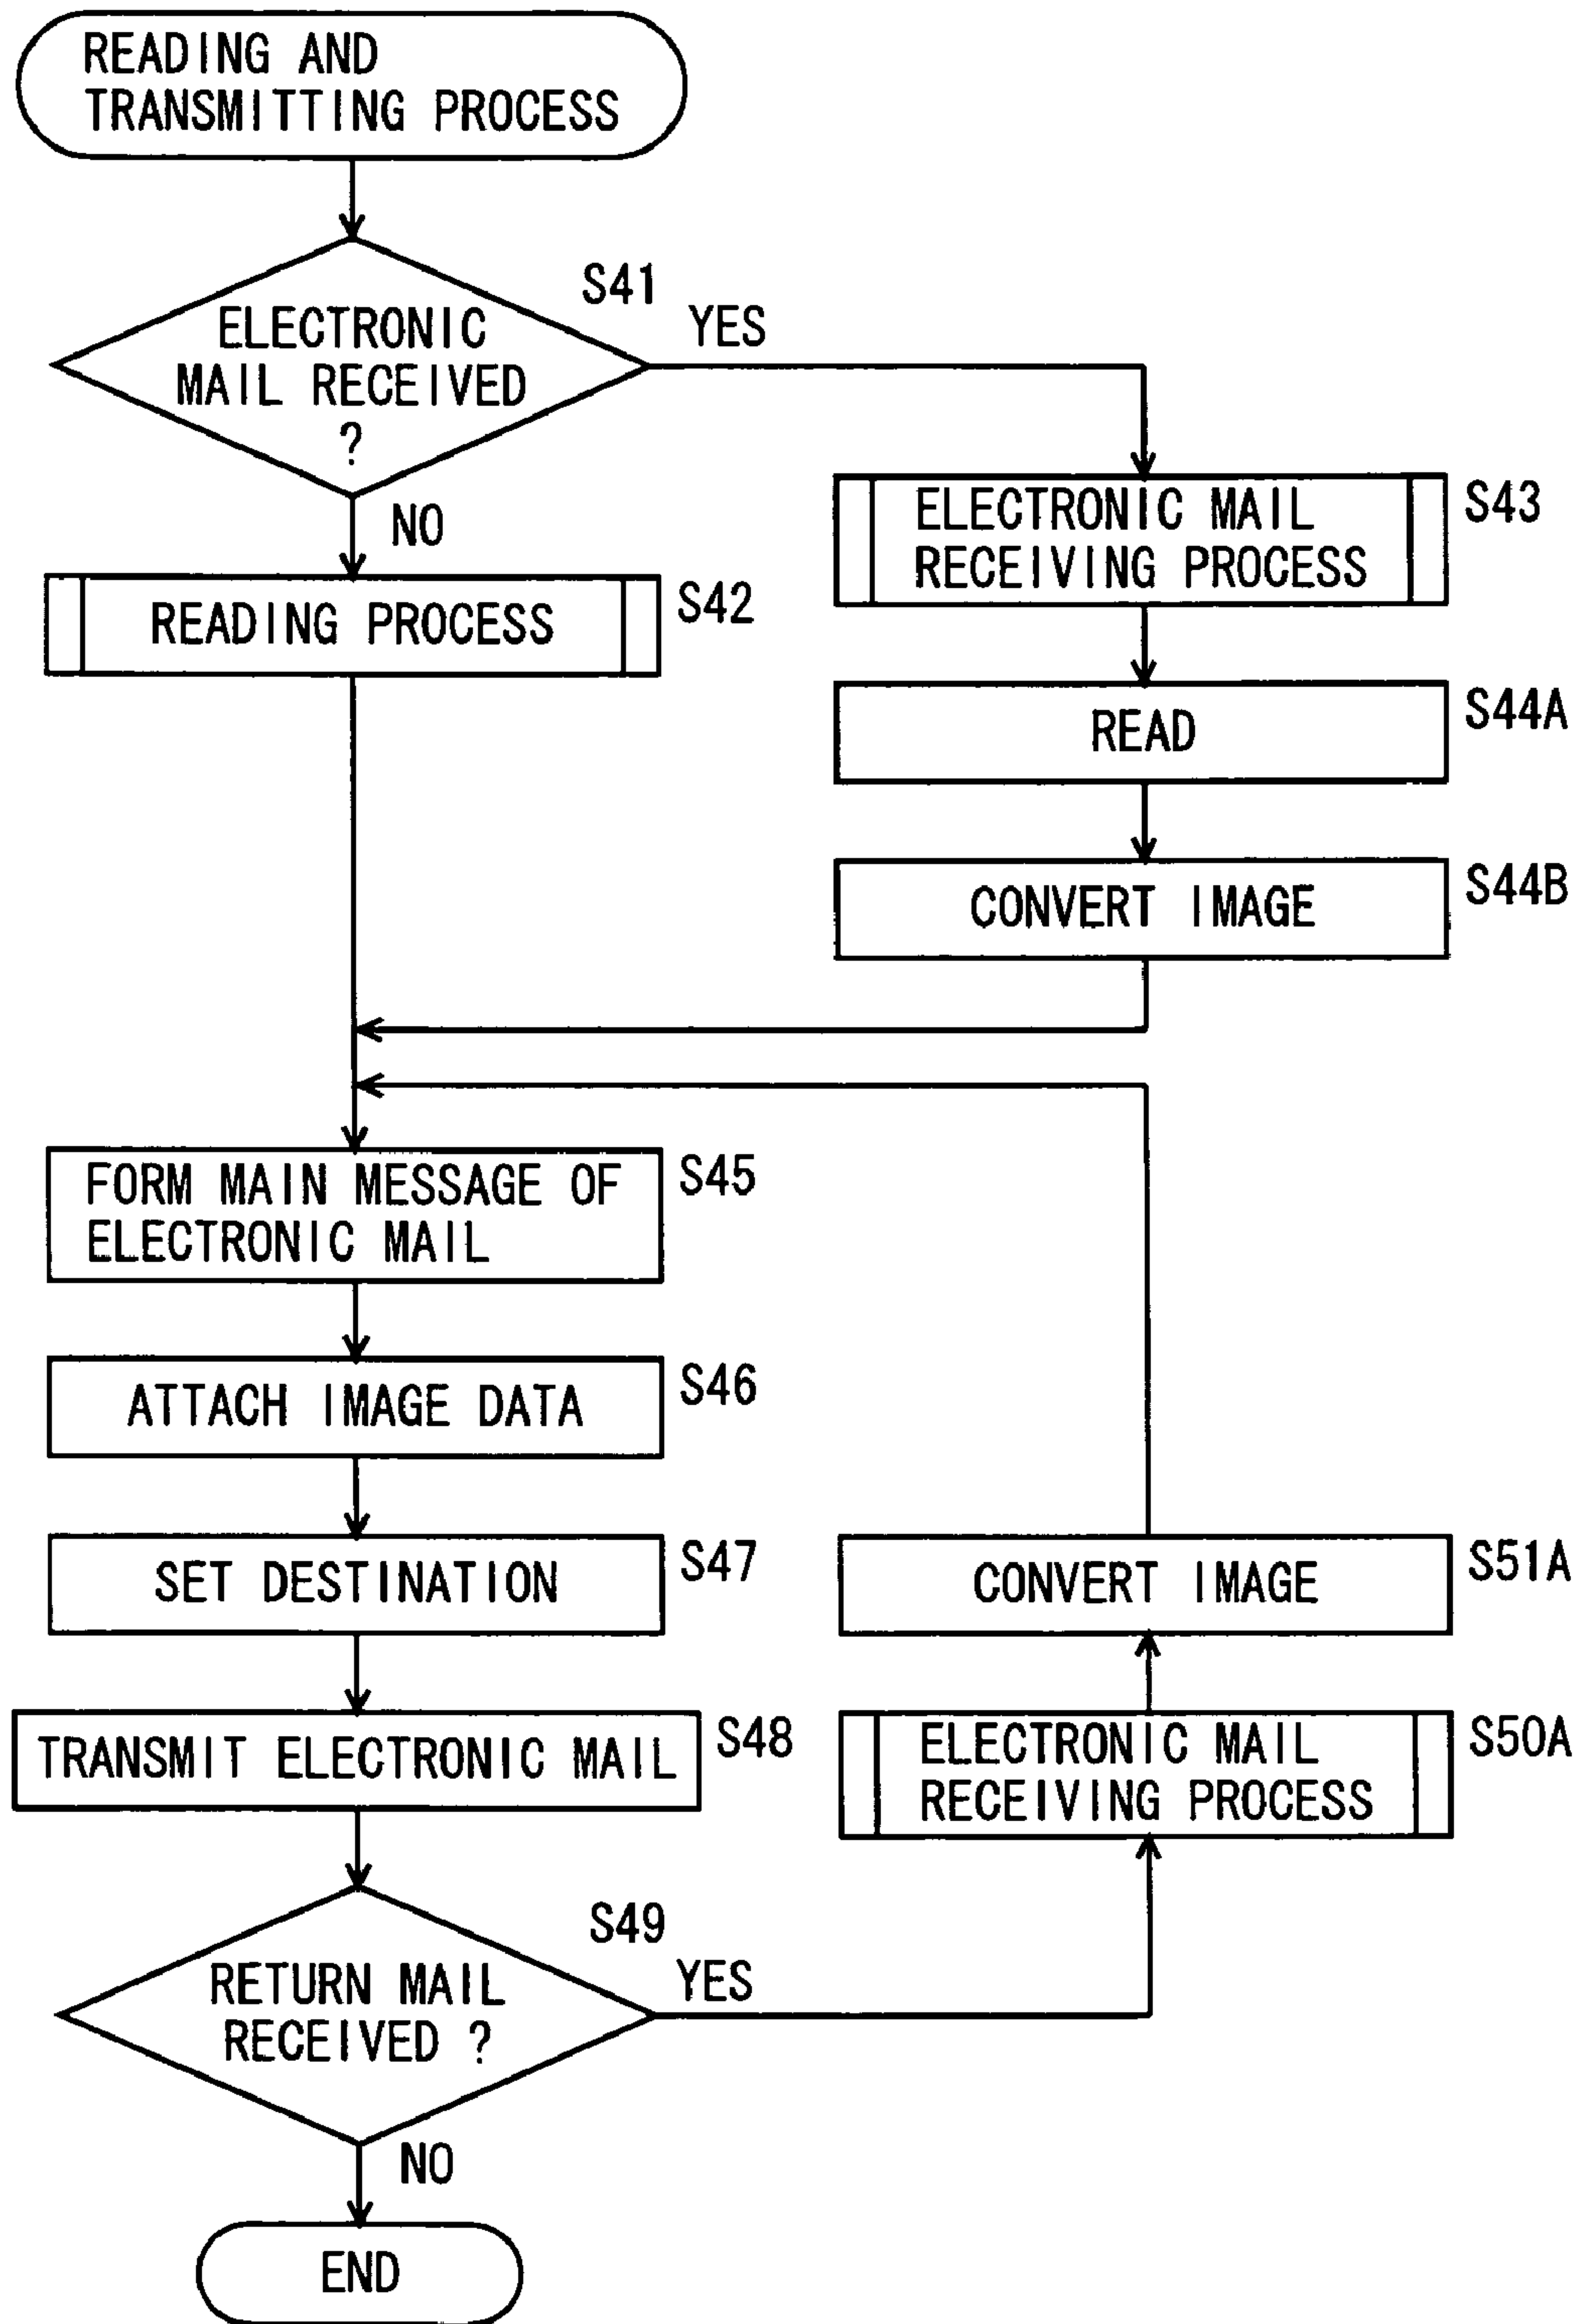 READING AND
TRANSMITTING PROCESS
S41
ELECTRONIC
MAIL RECEIVED
?
YES
NO
READING PROCESS
S42
ELECTRONIC MAIL
RECEIVING PROCESS
S43
READ
S44A
CONVERT IMAGE
S44B
FORM MAIN MESSAGE OF
ELECTRONIC MAIL
S45
ATTACH IMAGE DATA
S46
SET DESTINATION
S47
TRANSMIT ELECTRONIC MAIL
S48
S49
RETURN MAIL
RECEIVED ?
YES
NO
ELECTRONIC MAIL
RECEIVING PROCESS
S50A
CONVERT IMAGE
S51A
END